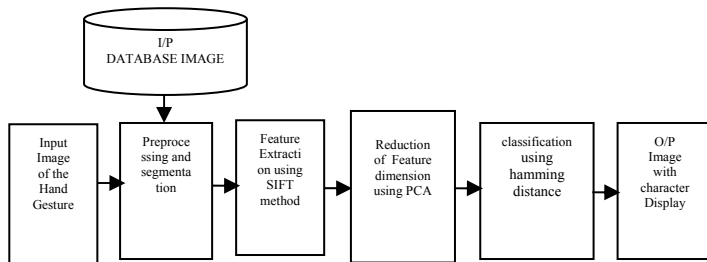 I/P
DATABASE IMAGE
Input
Image
of the
Hand
Gesture
Preproce
ssing and
segmenta
tion
Feature
Extracti
on using
SIFT
method
Reduction
of Feature
dimension
using PCA
classification
using
hamming
distance
O/P
Image
with
character
Display